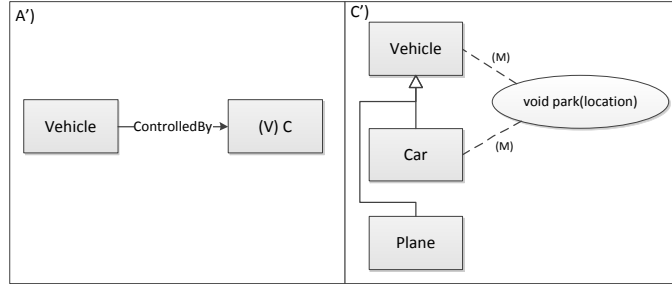 A’)
Vehicle
ControlledBy
(V) C
C’)
Vehicle
(M)
void park(location)
Car
(M)
Plane